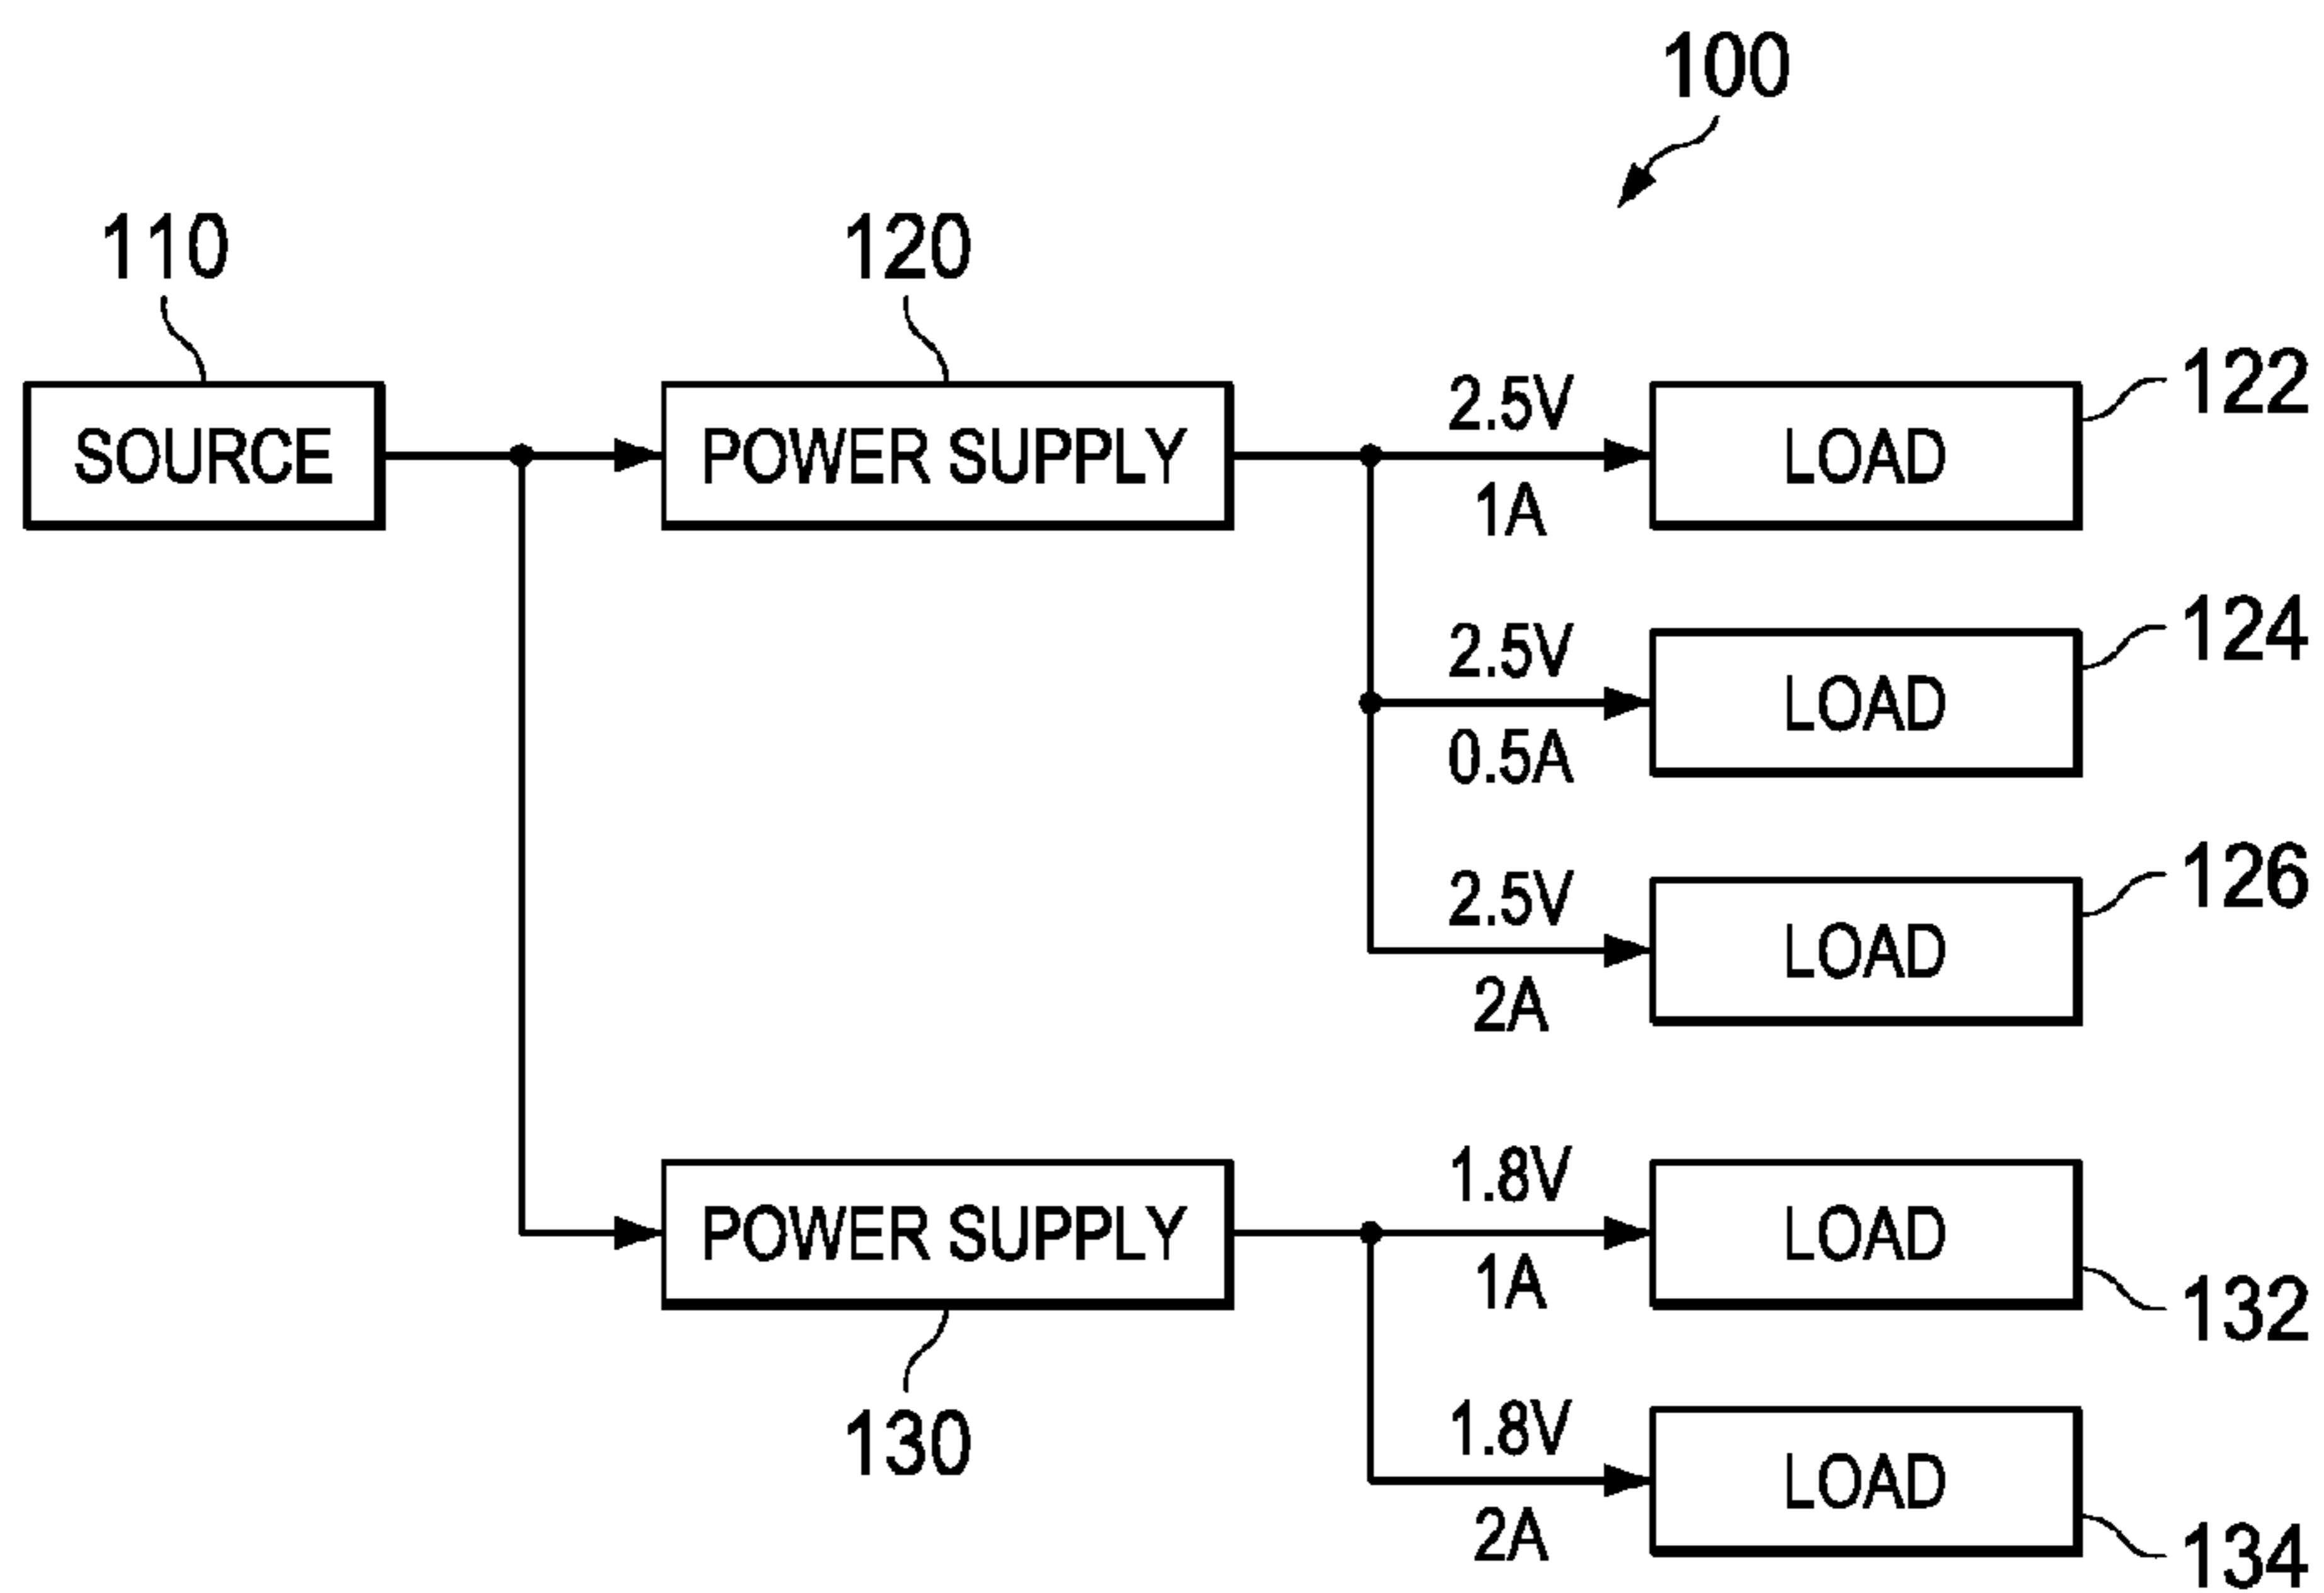 100
110
120
SOURCE
POWER SUPPLY
2.5V
1A
LOAD
122
2.5V
0.5A
LOAD
124
2.5V
2A
LOAD
126
POWER SUPPLY
130
1.8V
1A
LOAD
132
1.8V
2A
LOAD
134